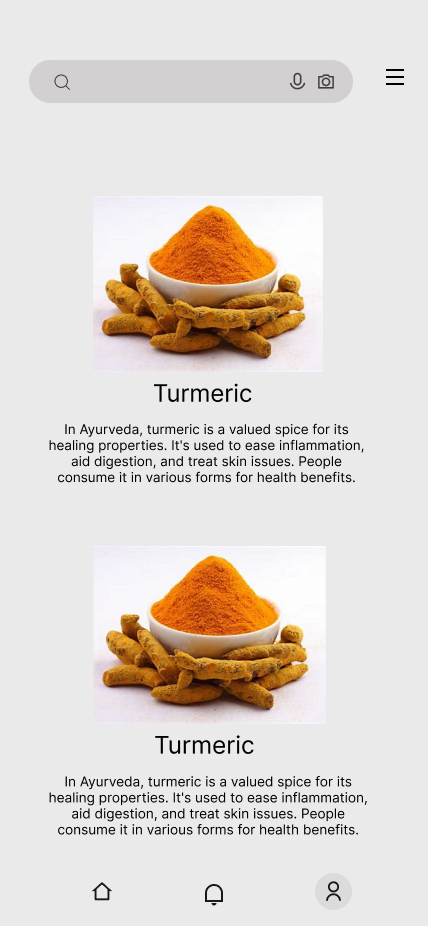 Turmeric
In Ayurveda, turmeric is a valued spice for its
healing properties. It's used to ease inflammation,
aid digestion, and treat skin issues. People
consume it in various forms for health benefits.
Turmeric
In Ayurveda, turmeric is a valued spice for its
healing properties. It's used to ease inflammation,
aid digestion, and treat skin issues. People
consume it in various forms for health benefits.